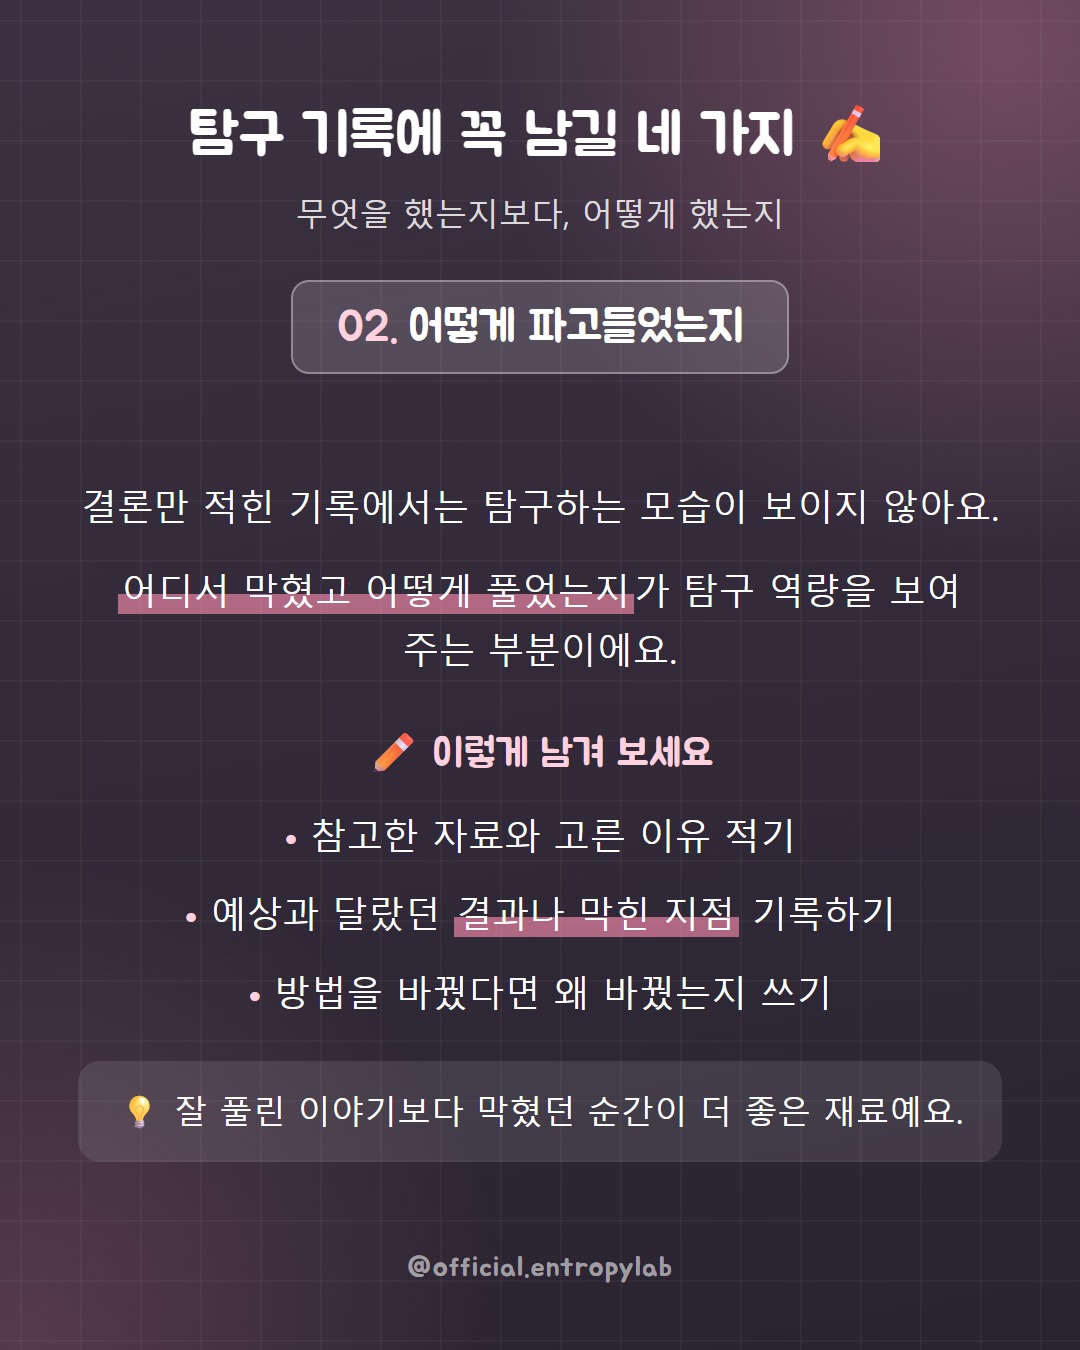 탐구 기록에 꼭 남길 네 가지 ✍️
무엇을 했는지보다, 어떻게 했는지
02. 어떻게 파고들었는지
결론만 적힌 기록에서는 탐구하는 모습이 보이지 않아요.
어디서 막혔고 어떻게 풀었는지가 탐구 역량을 보여
주는 부분이에요.
✏️ 이렇게 남겨 보세요
• 참고한 자료와 고른 이유 적기
• 예상과 달랐던 결과나 막힌 지점 기록하기
• 방법을 바꿨다면 왜 바꿨는지 쓰기
💡 잘 풀린 이야기보다 막혔던 순간이 더 좋은 재료예요.
@official.entropylab